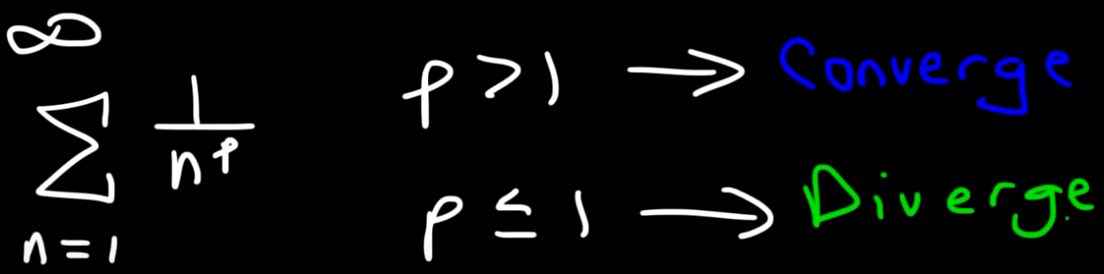 ∞
∑ 1/n^p p > 1 → Converge
n = 1 p ≤ 1 → Diverge